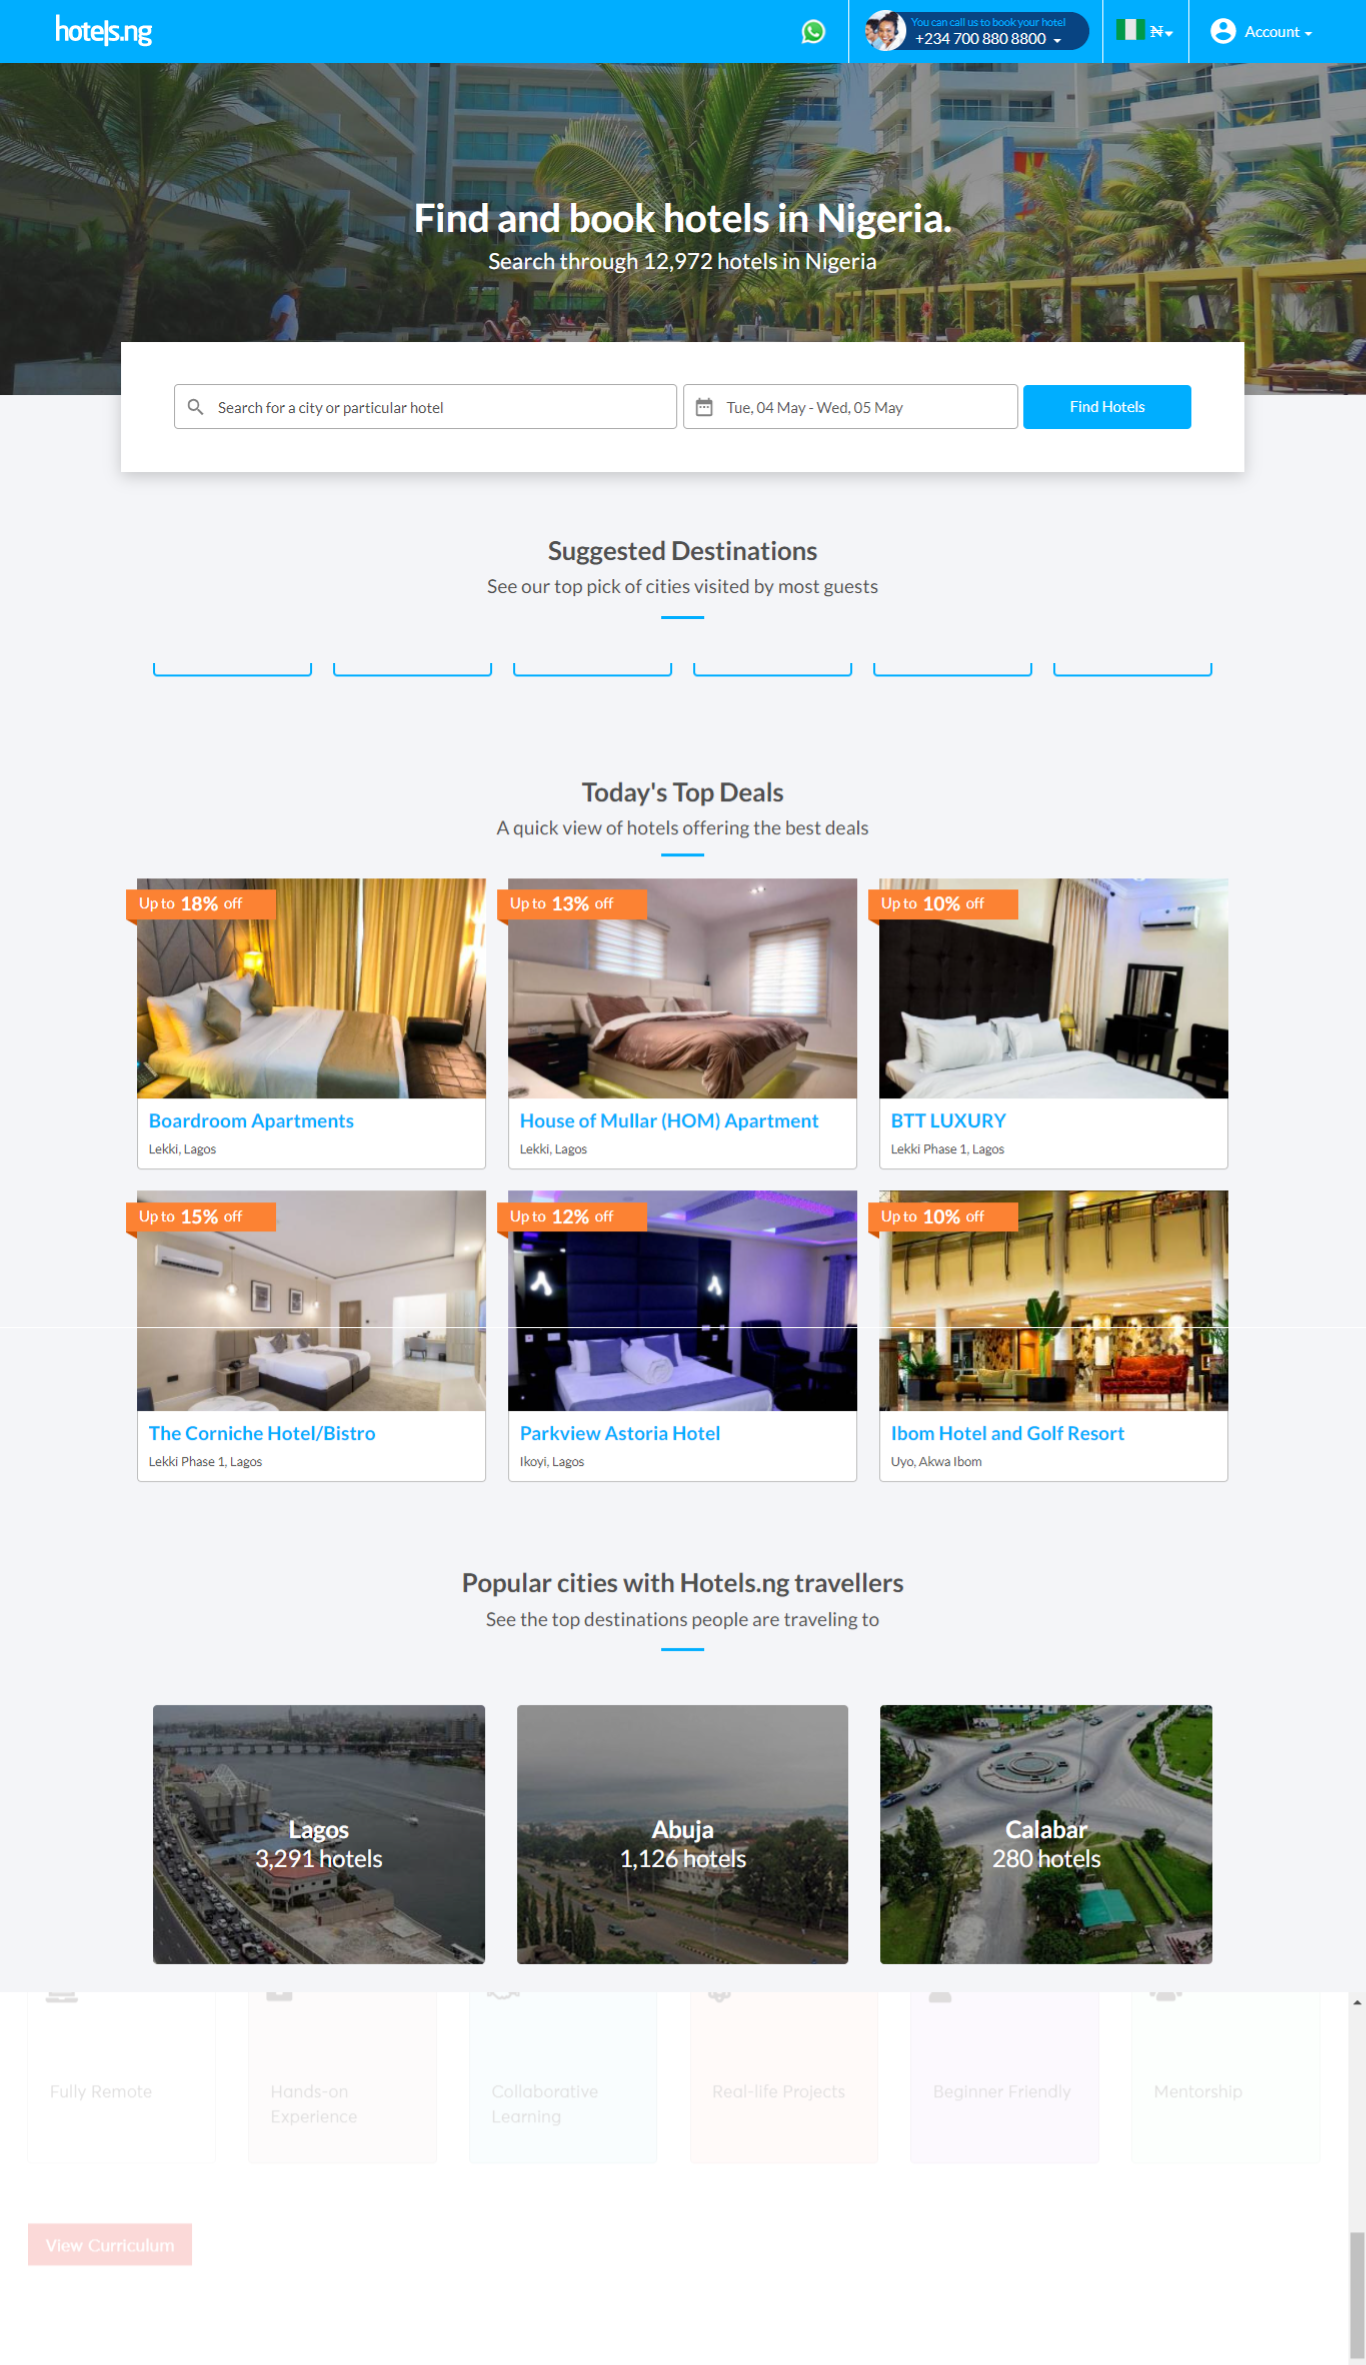 hotels.ng
You can call us to book your hotel
+234 700 880 8800
₦
Account
Find and book hotels in Nigeria.
Search through 12,972 hotels in Nigeria
Search for a city or particular hotel
Tue, 04 May - Wed, 05 May
Find Hotels
Suggested Destinations
See our top pick of cities visited by most guests
Today's Top Deals
A quick view of hotels offering the best deals
Up to 18% off
Boardroom Apartments
Lekki, Lagos
Up to 13% off
House of Mullar (HOM) Apartment
Lekki, Lagos
Up to 10% off
BTT LUXURY
Lekki Phase 1, Lagos
Up to 15% off
The Corniche Hotel/Bistro
Lekki Phase 1, Lagos
Up to 12% off
Parkview Astoria Hotel
Ikoyi, Lagos
Up to 10% off
Ibom Hotel and Golf Resort
Uyo, Akwa Ibom
Popular cities with Hotels.ng travellers
See the top destinations people are traveling to
Lagos
3,291 hotels
Abuja
1,126 hotels
Calabar
280 hotels
Fully Remote
Hands-on
Experience
Collaborative
Learning
Real-life Projects
Beginner Friendly
Mentorship
View Curriculum